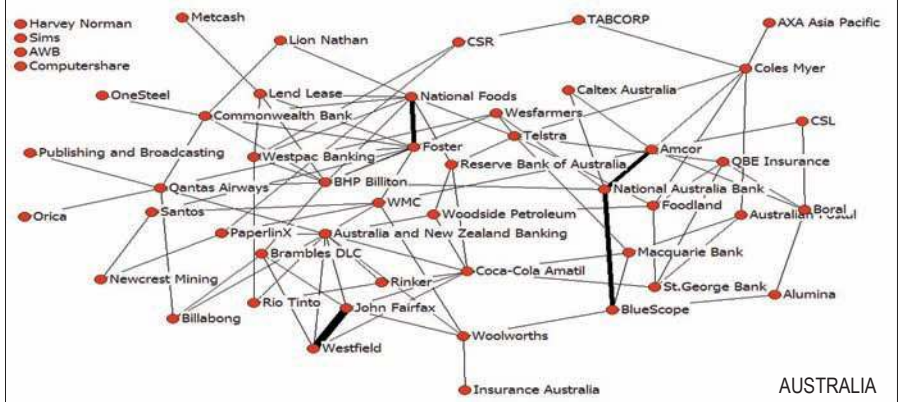 Harvey Norman
Sims
AWB
Computershare
Metcash
Lion Nathan
CSR
TABCORP
AXA Asia Pacific
Coles Myer
OneSteel
Lend Lease
National Foods
Caltex Australia
Commonwealth Bank
Wesfarmers
CSL
Telstra
Publishing and Broadcasting
Westpac Banking
Foster
Amcor
Reserve Bank of Australia
QBE Insurance
Qantas Airways
BHP Billiton
National Australia Bank
Orica
Santos
WMC
Woodside Petroleum
Foodland
Australian
Boral
PaperlinX
Australia and New Zealand Banking
Brambles DLC
Macquarie Bank
Newcrest Mining
Rinker
Coca-Cola Amatil
St.George Bank
Rio Tinto
John Fairfax
BlueScope
Alumina
Billabong
Westfield
Woolworths
Insurance Australia
AUSTRALIA